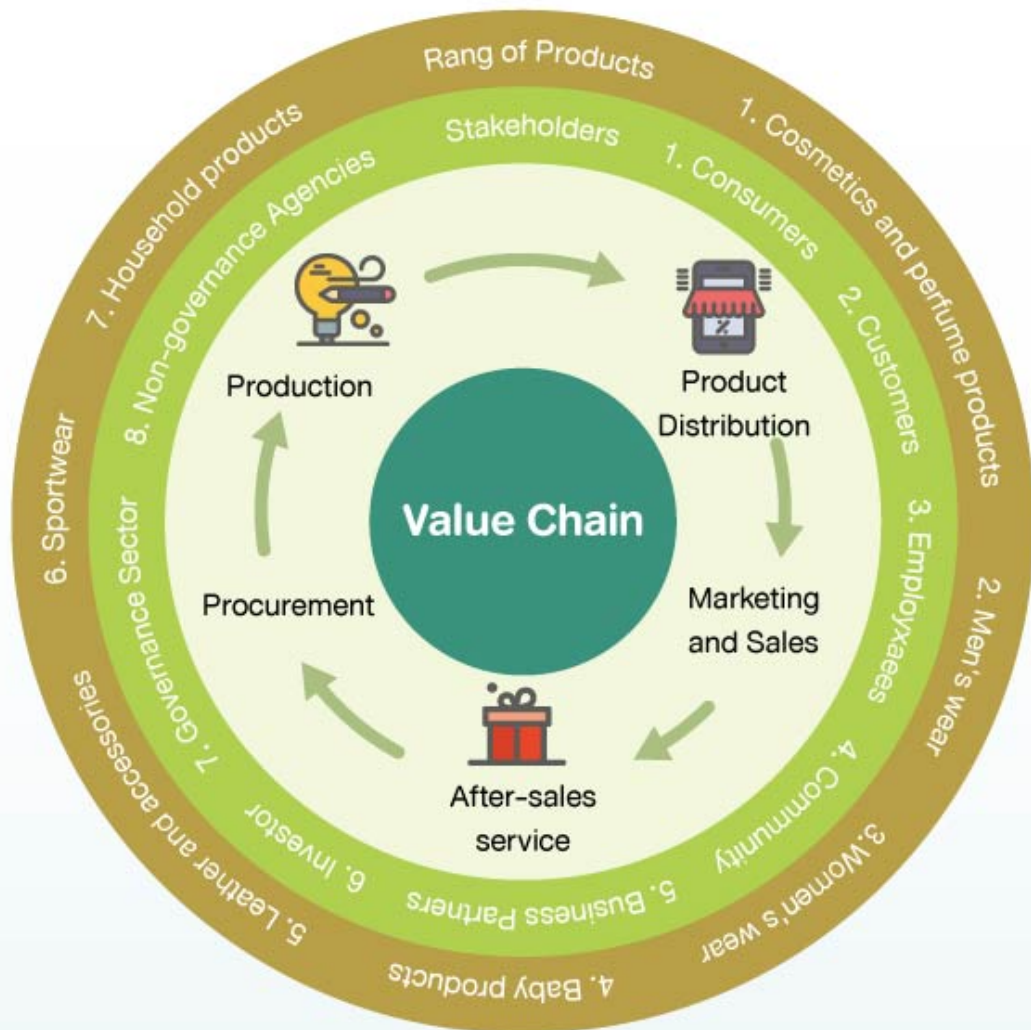 Rang of Products
1. Cosmetics and perfume products
2. Men's wear
3.Women's wear
4. Baby products
5. Leather and accessories
6. Sportwear
7. Household products
Stakeholders
1. Consumers
2. Customers
3. Employxaees
4. Community
5. Business Partners
6. Investor
7. Governance Sector
8. Non-governance Agencies
Production
Product
Distribution
Marketing
and Sales
After-sales
service
Procurement
Value Chain